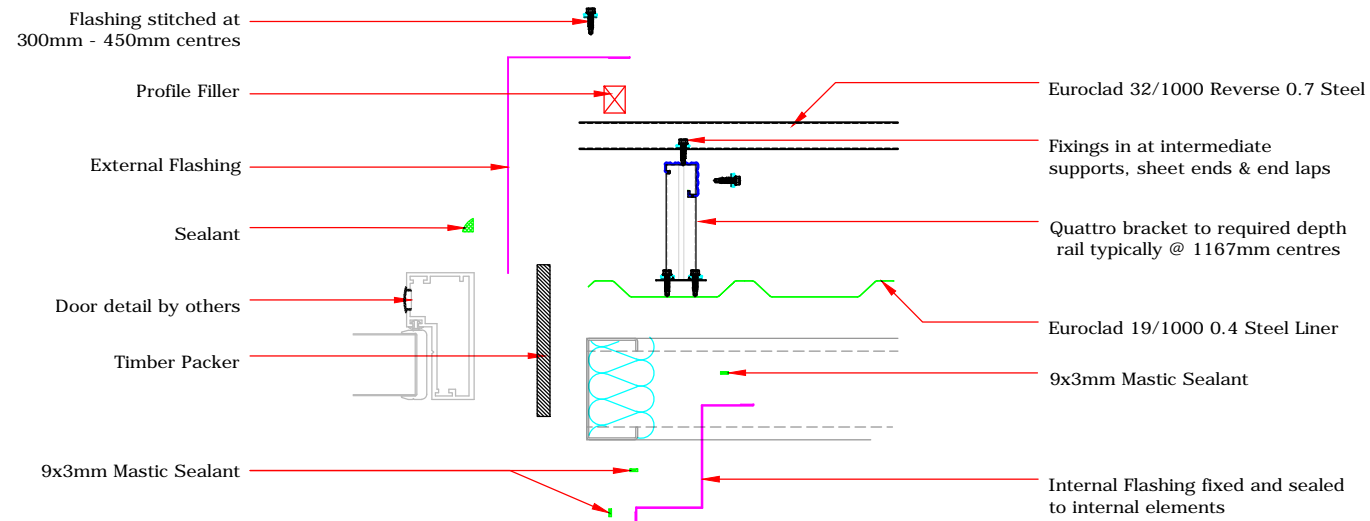 Flashing stitched at
300mm - 450mm centres
Profile Filler
External Flashing
Sealant
Door detail by others
Timber Packer
9x3mm Mastic Sealant
Euroclad 32/1000 Reverse 0.7 Steel
Fixings in at intermediate
supports, sheet ends & end laps
Quattro bracket to required depth
rail typically @ 1167mm centres
Euroclad 19/1000 0.4 Steel Liner
9x3mm Mastic Sealant
Internal Flashing fixed and sealed
to internal elements